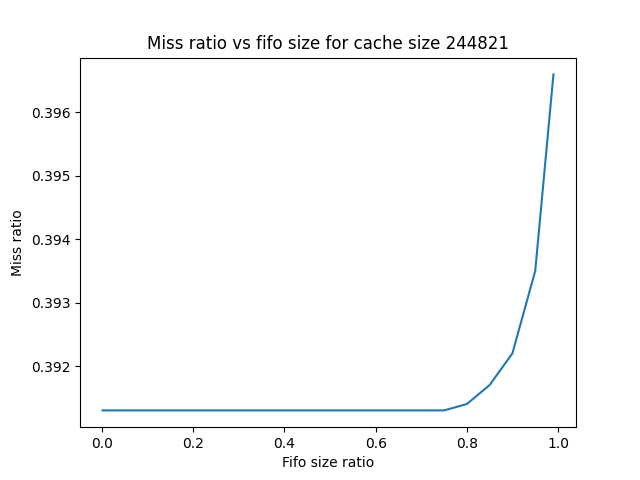 Miss ratio vs fifo size for cache size 244821
0.396
0.395
0.394
0.393
0.392
Miss ratio
0.0 0.2 0.4 0.6 0.8 1.0
Fifo size ratio